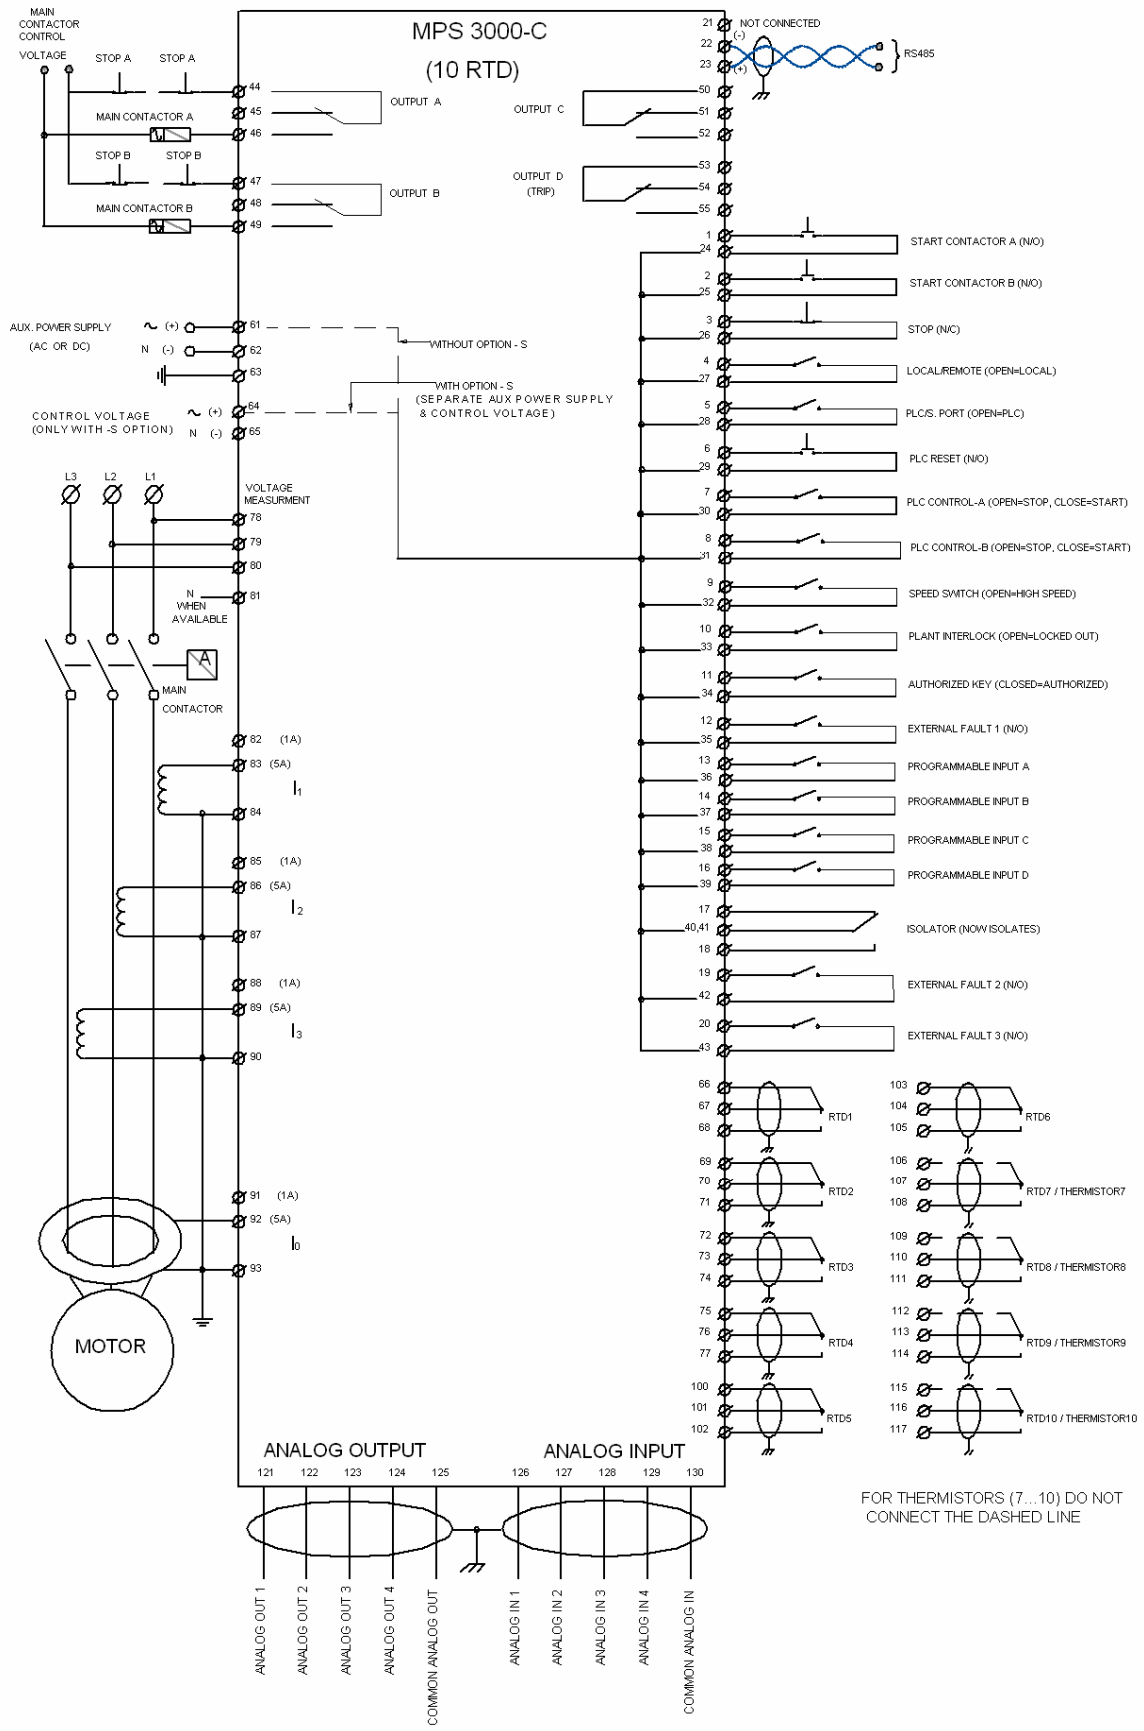 MAIN
CONTACTOR
CONTROL
VOLTAGE
STOP A
STOP A
44
45
MAIN CONTACTOR A
46
OUTPUT A
STOP B
STOP B
47
48
MAIN CONTACTOR B
49
OUTPUT B
MPS 3000-C
(10 RTD)
21 NOT CONNECTED
22 (-)
23 (+)
RS485
50
OUTPUT C
51
52
53
OUTPUT D
(TRIP)
54
55
1
24
START CONTACTOR A (N/O)
2
25
START CONTACTOR B (N/O)
3
26
STOP (N/C)
4
27
LOCAL/REMOTE (OPEN=LOCAL)
5
28
PLC/S. PORT (OPEN=PLC)
6
29
PLC RESET (N/O)
7
30
PLC CONTROL-A (OPEN=STOP, CLOSE=START)
8
31
PLC CONTROL-B (OPEN=STOP, CLOSE=START)
9
32
SPEED SWITCH (OPEN=HIGH SPEED)
10
33
PLANT INTERLOCK (OPEN=LOCKED OUT)
11
34
AUTHORIZED KEY (CLOSED=AUTHORIZED)
12
35
EXTERNAL FAULT 1 (N/O)
13
36
PROGRAMMABLE INPUT A
14
37
PROGRAMMABLE INPUT B
15
38
PROGRAMMABLE INPUT C
16
39
PROGRAMMABLE INPUT D
17
40,41
18
ISOLATOR (NOW ISOLATES)
19
42
EXTERNAL FAULT 2 (N/O)
20
43
EXTERNAL FAULT 3 (N/O)
AUX. POWER SUPPLY
(AC OR DC)
~ (+)
61
N (-)
62
63
WITHOUT OPTION - S
WITH OPTION - S
(SEPARATE AUX POWER SUPPLY
& CONTROL VOLTAGE)
CONTROL VOLTAGE
(ONLY WITH -S OPTION)
~ (+)
64
N (-)
65
L3
L2
L1
VOLTAGE
MEASURMENT
78
79
80
81
N
WHEN
AVAILABLE
A
MAIN
CONTACTOR
82 (1A)
83 (5A)
I1
84
85 (1A)
86 (5A)
I2
87
88 (1A)
89 (5A)
I3
90
91 (1A)
92 (5A)
I0
93
MOTOR
66
67
68
RTD1
69
70
71
RTD2
72
73
74
RTD3
75
76
77
RTD4
100
101
102
RTD5
103
104
105
RTD6
106
107
108
RTD7 / THERMISTOR7
109
110
111
RTD8 / THERMISTOR8
112
113
114
RTD9 / THERMISTOR9
115
116
117
RTD10 / THERMISTOR10
FOR THERMISTORS (7...10) DO NOT
CONNECT THE DASHED LINE
ANALOG OUTPUT
121 122 123 124 125
ANALOG INPUT
126 127 128 129 130
ANALOG OUT 1
ANALOG OUT 2
ANALOG OUT 3
ANALOG OUT 4
COMMON ANALOG OUT
ANALOG IN 1
ANALOG IN 2
ANALOG IN 3
ANALOG IN 4
COMMON ANALOG IN